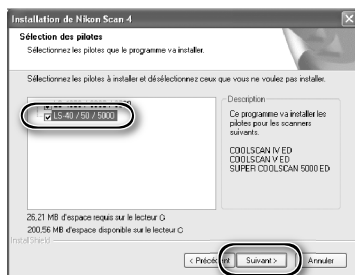 Installation de Nikon Scan 4
Sélection des pilotes
Sélectionnez les pilotes que le programme va installer.
Sélectionnez les pilotes à installer et désélectionnez ceux que vous ne voulez pas installer.
LS-40 / 50 / 5000
Description
Ce programme va installer les
pilotes pour les scanners
suivants.
COOLSCAN IV ED
COOLSCAN V ED
SUPER COOLSCAN 5000 ED
26,21 MB d'espace requis sur le lecteur C
200,56 MB d'espace disponible sur le lecteur C
InstallShield
< Précédent
Suivant >
Annuler